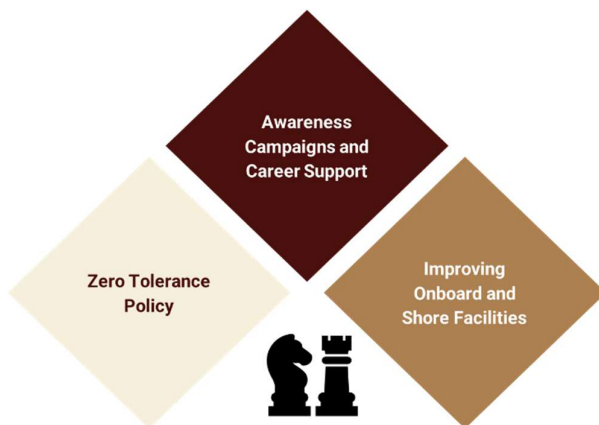 Awareness
Campaigns and
Career Support
Zero Tolerance
Policy
Improving
Onboard and
Shore Facilities